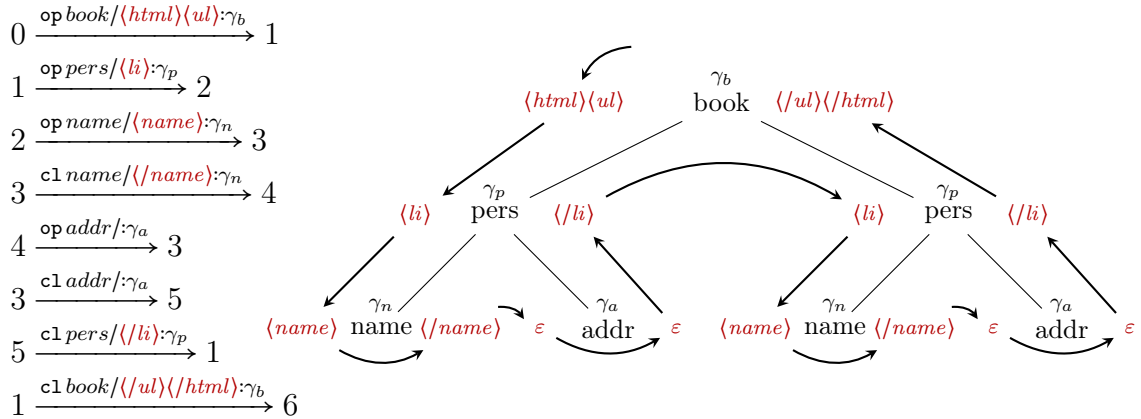 0 op book/⟨html⟩⟨ul⟩:γ_b 1
1 op pers/⟨li⟩:γ_p 2
2 op name/⟨name⟩:γ_n 3
3 cl name/⟨/name⟩:γ_n 4
4 op addr/:γ_a 3
3 cl addr/:γ_a 5
5 cl pers/⟨/li⟩:γ_p 1
1 cl book/⟨/ul⟩⟨/html⟩:γ_b 6
γ_b
⟨html⟩⟨ul⟩ book ⟨/ul⟩⟨/html⟩
γ_p γ_p
⟨li⟩ pers ⟨/li⟩ ⟨li⟩ pers ⟨/li⟩
γ_n γ_a γ_n γ_a
⟨name⟩ name ⟨/name⟩ ε addr ε ⟨name⟩ name ⟨/name⟩ ε addr ε